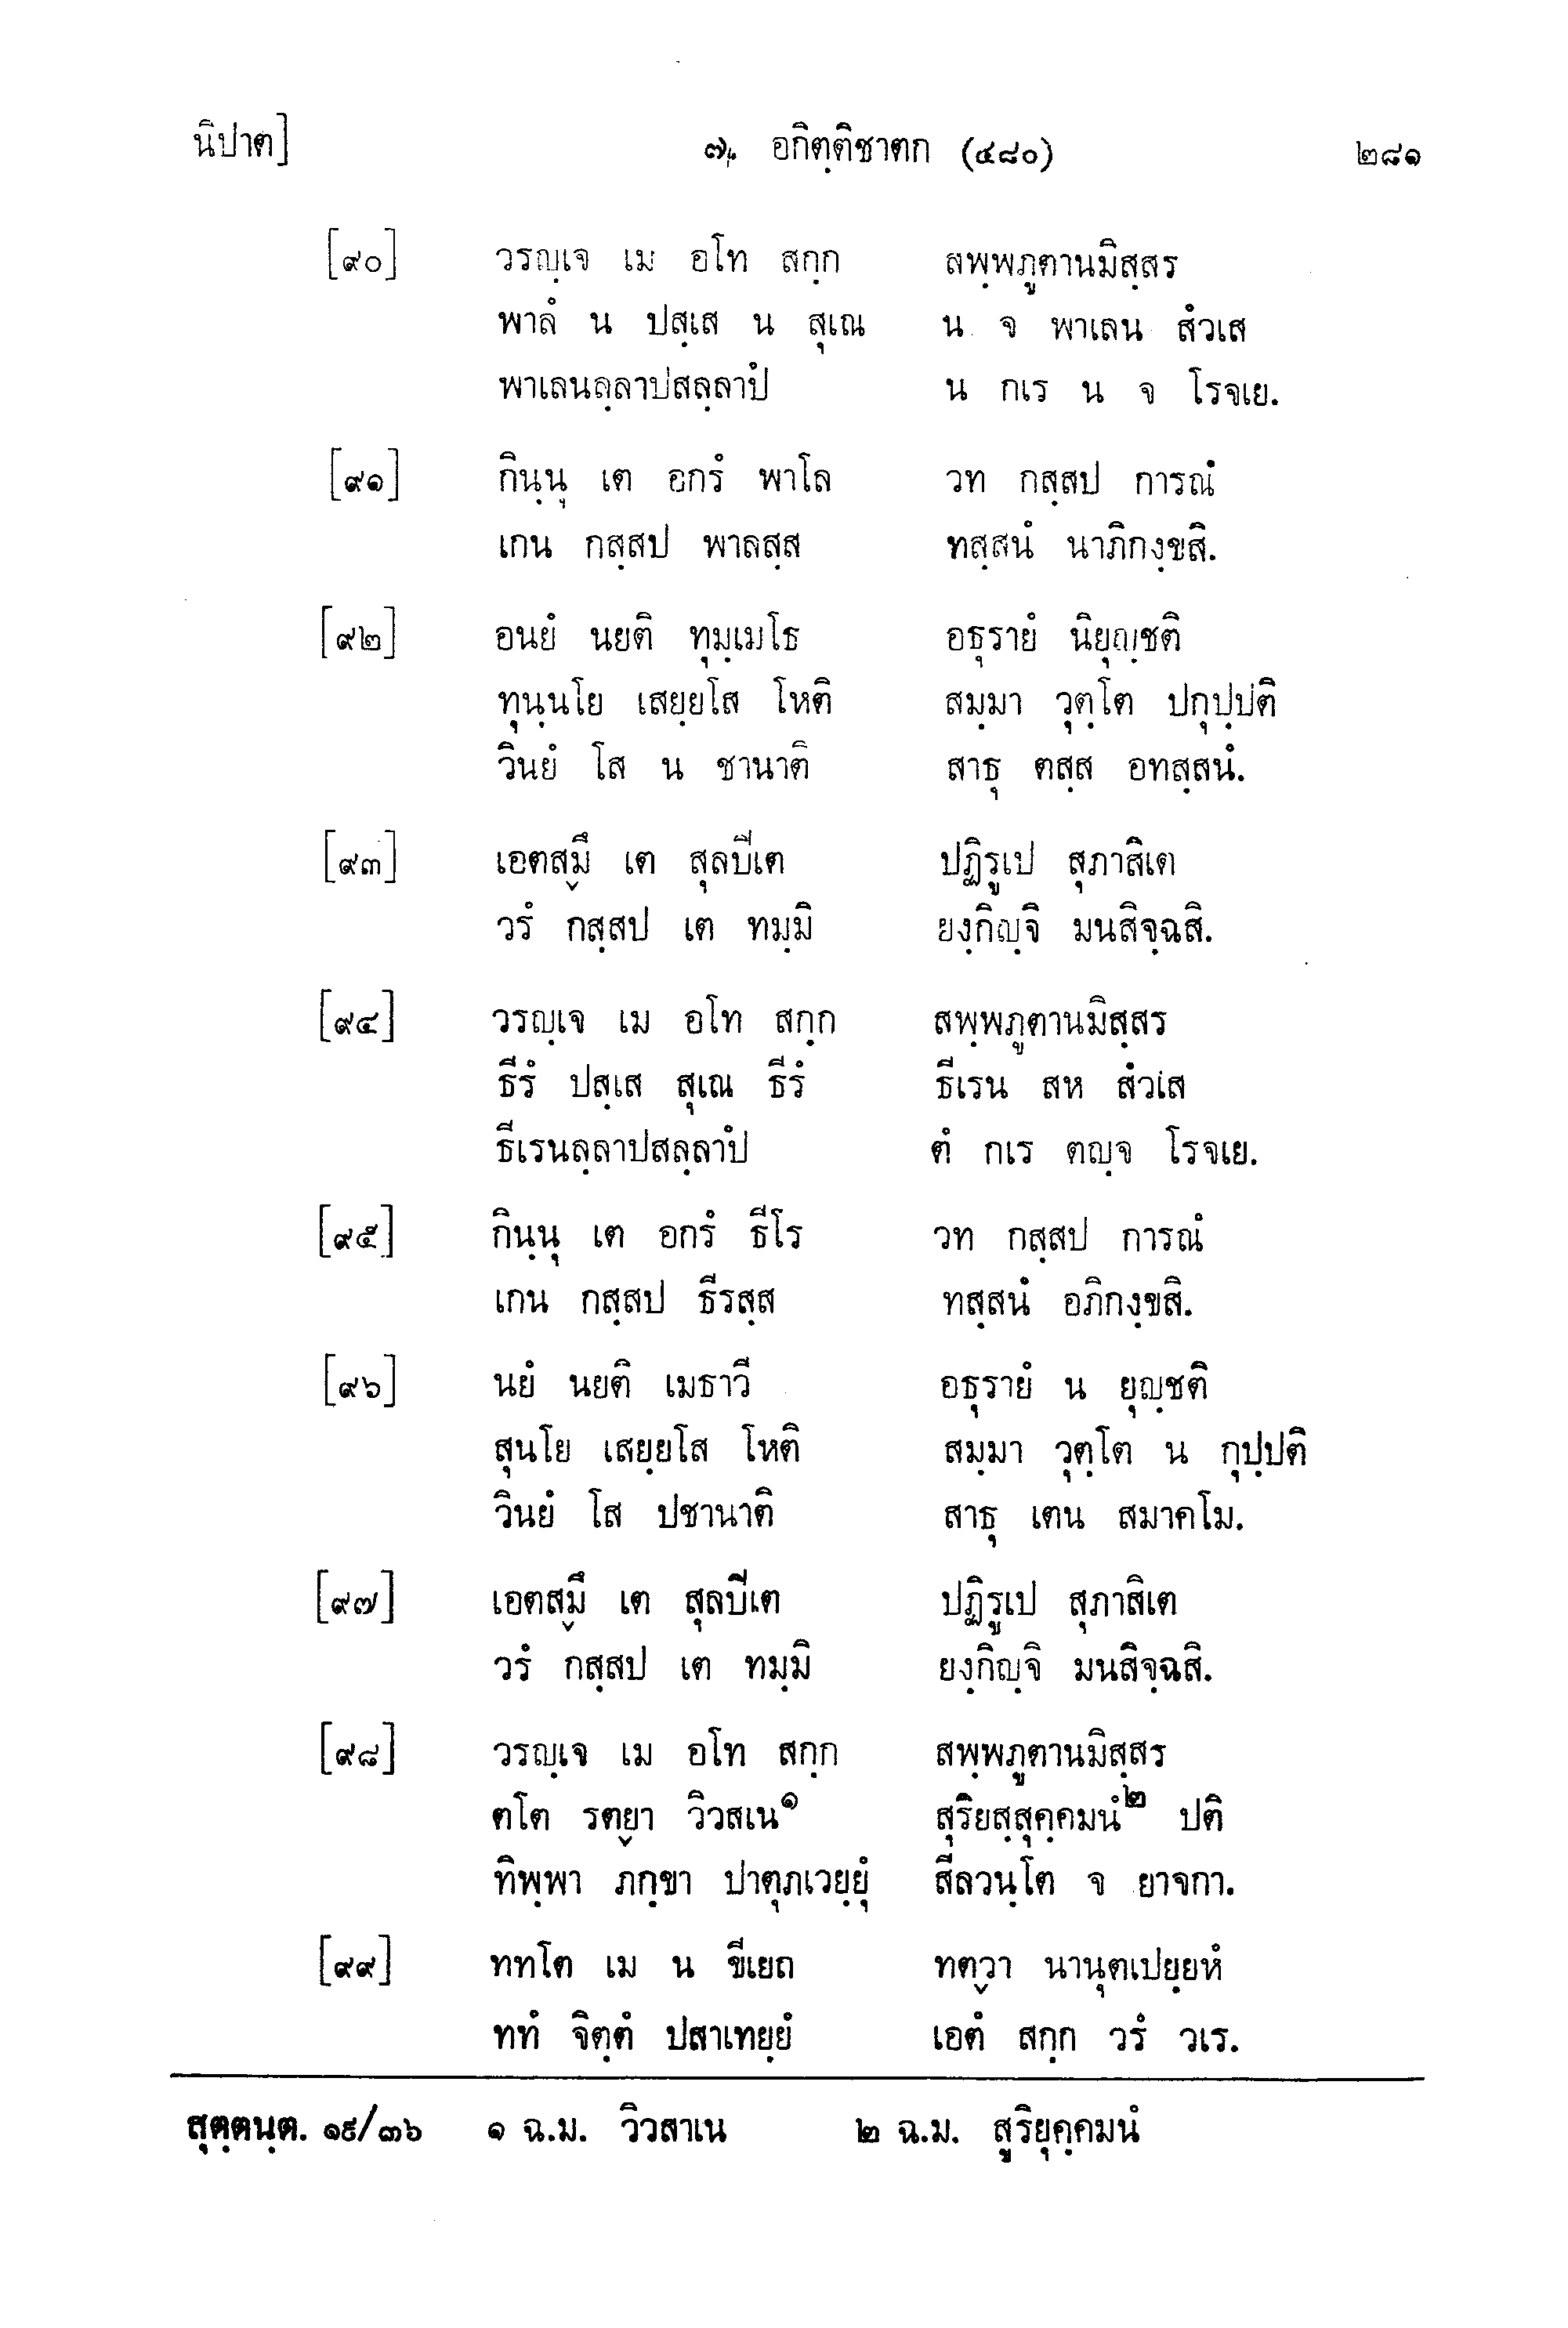 นิปาต] ๗. อกิตฺติชาตก (๔๘๐) ๒๘๑
[๙๐] วรญฺเจ เม อโท สกฺก สพฺพภูตานมิสฺสร
พาลํ น ปสฺเส น สุเณ น จ พาเลน สํวเส
พาเลนลฺลาปสลฺลาปํ น กเร น จ โรจเย.
[๙๑] กินฺนุ เต อกรํ พาโล วท กสฺสป การณํ
เกน กสฺสป พาลสฺส ทสฺสนํ นาภิกงฺขสิ.
[๙๒] อนยํ นยติ ทุมฺเมโธ อธุรายํ นิยุญฺชติ
ทุนฺนโย เสยฺยโส โหติ สมฺมา วุตฺโต ปกุปฺปติ
วินยํ โส น ชานาติ สาธุ ตสฺส อทสฺสนํ.
[๙๓] เอตสฺมึ เต สุลปิเต ปฏิรูเป สุภาสิเต
วรํ กสฺสป เต ทมฺมิ ยงฺกิญฺจิ มนสิจฺฉสิ.
[๙๔] วรญฺเจ เม อโท สกฺก สพฺพภูตานมิสฺสร
ธีรํ ปสฺเส สุเณ ธีรํ ธีเรน สห สํวเส
ธีเรนลฺลาปสลฺลาปํ ตํ กเร ตญฺจ โรจเย.
[๙๕] กินฺนุ เต อกรํ ธีโร วท กสฺสป การณํ
เกน กสฺสป ธีรสฺส ทสฺสนํ อภิกงฺขสิ.
[๙๖] นยํ นยติ เมธาวี อธุรายํ น ยุญฺชติ
สุนโย เสยฺยโส โหติ สมฺมา วุตฺโต น กุปฺปติ
วินยํ โส ปชานาติ สาธุ เตน สมาคโม.
[๙๗] เอตสฺมึ เต สุลปิเต ปฏิรูเป สุภาสิเต
วรํ กสฺสป เต ทมฺมิ ยงฺกิญฺจิ มนสิจฺฉสิ.
[๙๘] วรญฺเจ เม อโท สกฺก สพฺพภูตานมิสฺสร
ตโต รตฺยา วิวสเน๑ สุริยสฺสุคฺคมนํ๒ ปติ
ทิพฺพา ภกฺขา ปาตุภเวยฺยุํ สีลวนฺโต จ ยาจกา.
[๙๙] ททโต เม น ขีเยถ ทตฺวา นานุตเปยฺยหํ
ททํ จิตฺตํ ปสาเทยฺยํ เอตํ สกฺก วรํ วเร.
สุตฺตนฺต. ๑๙/๓๖ ๑ ฉ.ม. วิวสาเน ๒ ฉ.ม. สูริยุคฺคมนํ